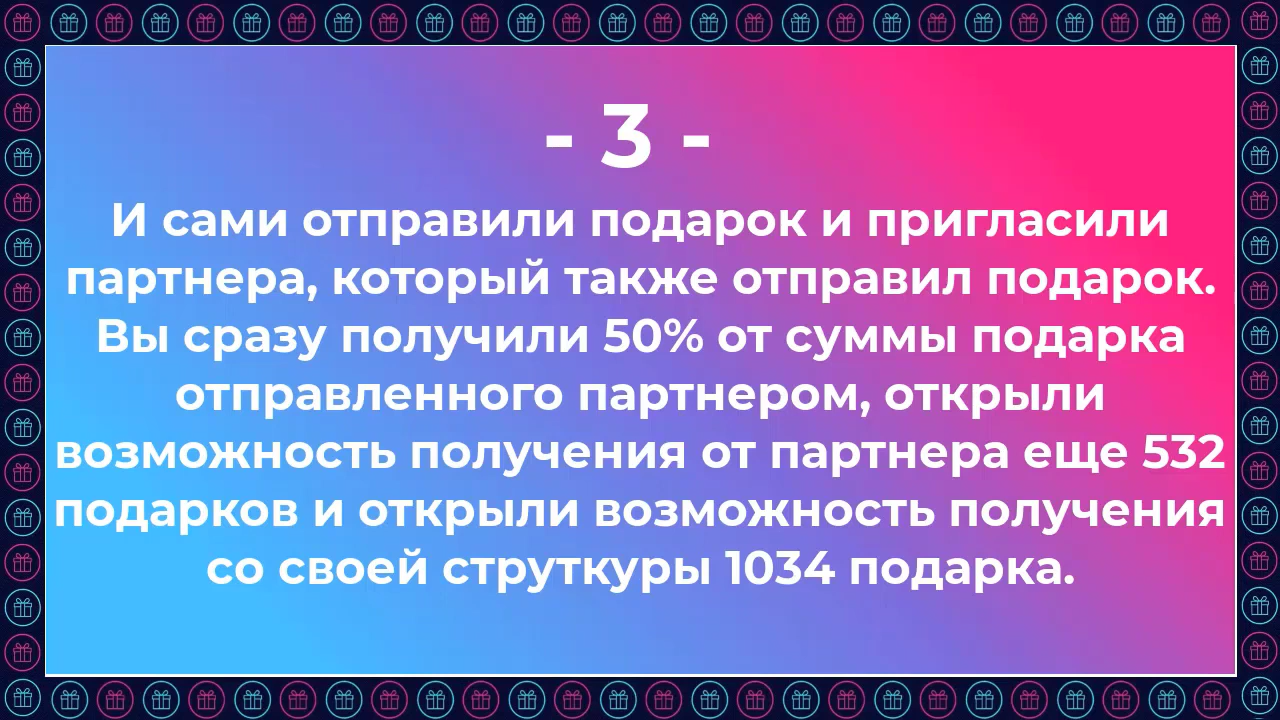 - 3 -
И сами отправили подарок и пригласили
партнера, который также отправил подарок.
Вы сразу получили 50% от суммы подарка
отправленного партнером, открыли
возможность получения от партнера еще 532
подарков и открыли возможность получения
со своей струткуры 1034 подарка.